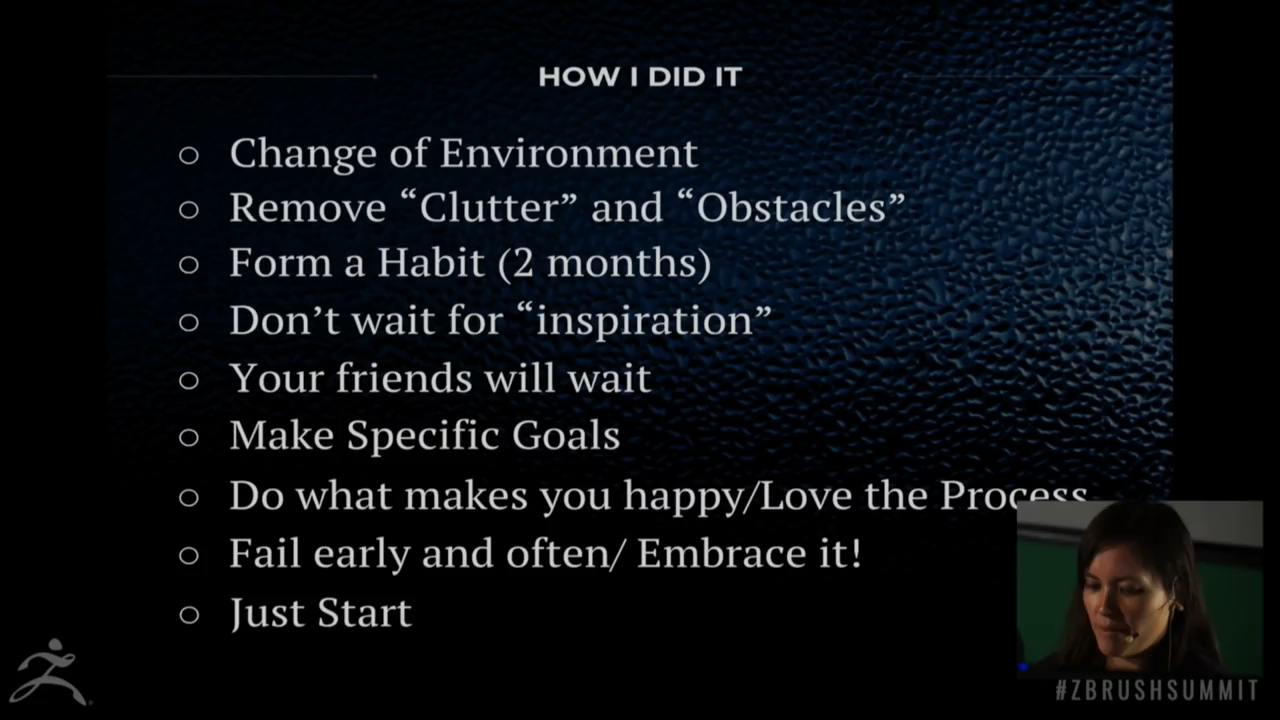 HOW I DID IT
Change of Environment
Remove “Clutter” and “Obstacles”
Form a Habit (2 months)
Don’t wait for “inspiration”
Your friends will wait
Make Specific Goals
Do what makes you happy/Love the Process
Fail early and often/ Embrace it!
Just Start
#ZBRUSHSUMMIT